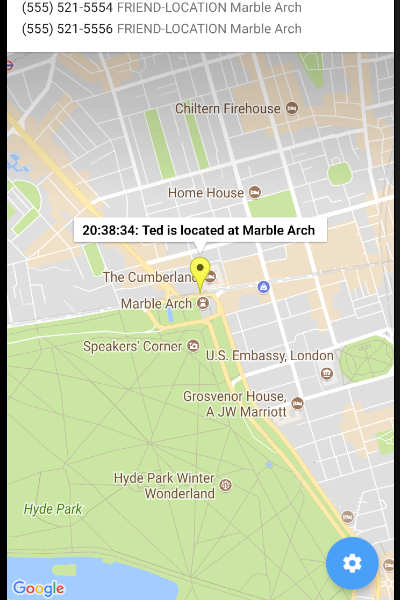 (555) 521-5554 FRIEND-LOCATION Marble Arch
(555) 521-5556 FRIEND-LOCATION Marble Arch
Chiltern Firehouse
Home House
20:38:34: Ted is located at Marble Arch
The Cumberland
Marble Arch
Speakers' Corner
U.S. Embassy, London
Grosvenor House,
A JW Marriott
Hyde Park Winter
Wonderland
Hyde Park
Google